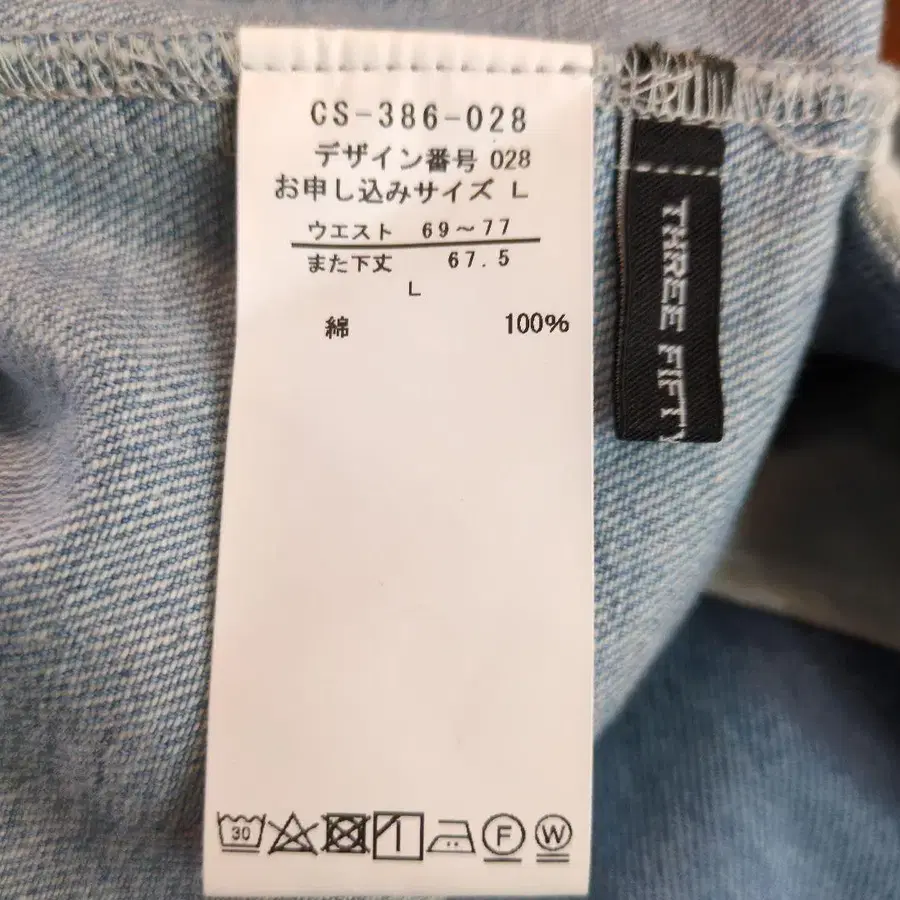 CS-386-028
デザイン番号 028
お申し込みサイズ L
ウエスト 69～77
また下丈 67.5
L
綿 100%
30
F
W
THREE FIFTY